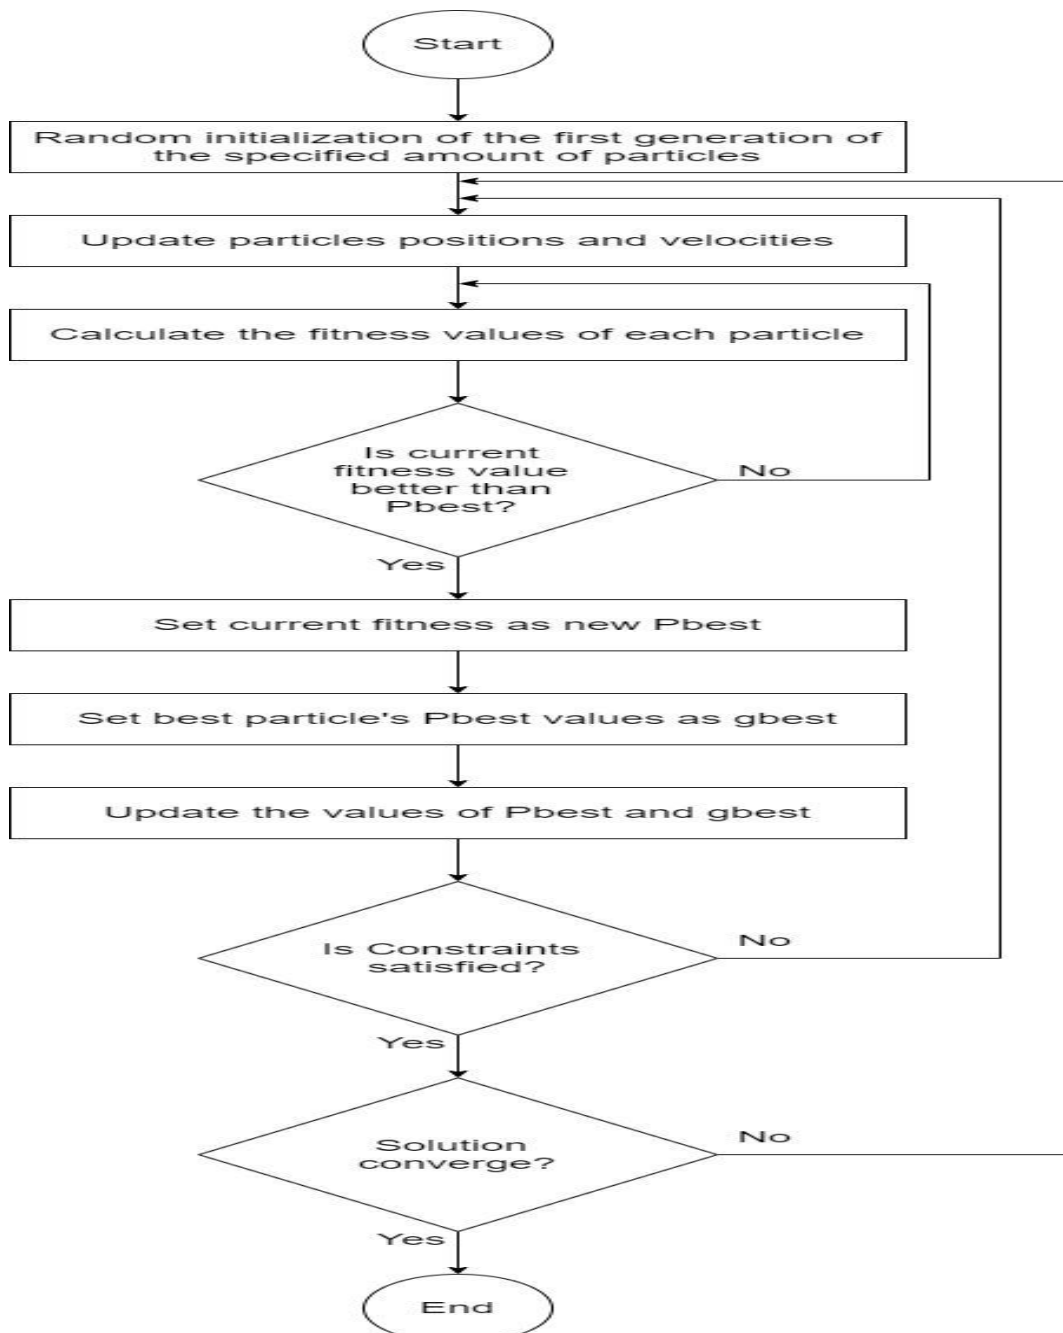 Start
Random initialization of the first generation of
the specified amount of particles
Update particles positions and velocities
Calculate the fitness values of each particle
Is current
fitness value
better than
Pbest?
No
Yes
Set current fitness as new Pbest
Set best particle's Pbest values as gbest
Update the values of Pbest and gbest
Is Constraints
satisfied?
No
Yes
Solution
converge?
No
Yes
End